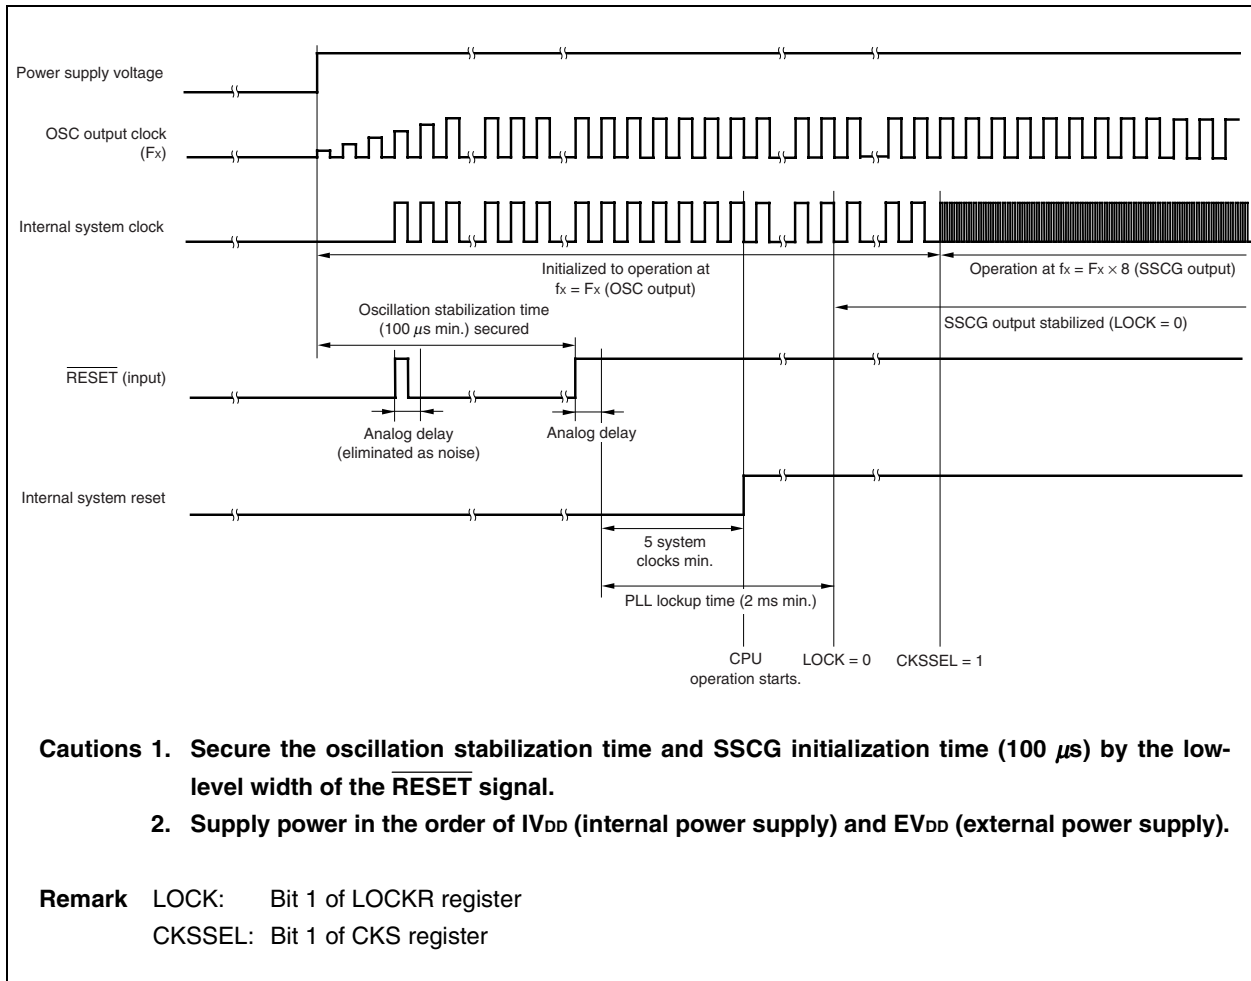 Power supply voltage
OSC output clock
(Fx)
Internal system clock
Initialized to operation at
fx = Fx (OSC output)
Operation at fx = Fx × 8 (SSCG output)
Oscillation stabilization time
(100 μs min.) secured
SSCG output stabilized (LOCK = 0)
RESET (input)
Analog delay
(eliminated as noise)
Analog delay
Internal system reset
5 system
clocks min.
PLL lockup time (2 ms min.)
CPU
operation starts.
LOCK = 0
CKSSEL = 1
Cautions 1. Secure the oscillation stabilization time and SSCG initialization time (100 μs) by the low-
level width of the RESET signal.
2. Supply power in the order of IVDD (internal power supply) and EVDD (external power supply).
Remark LOCK: Bit 1 of LOCKR register
CKSSEL: Bit 1 of CKS register